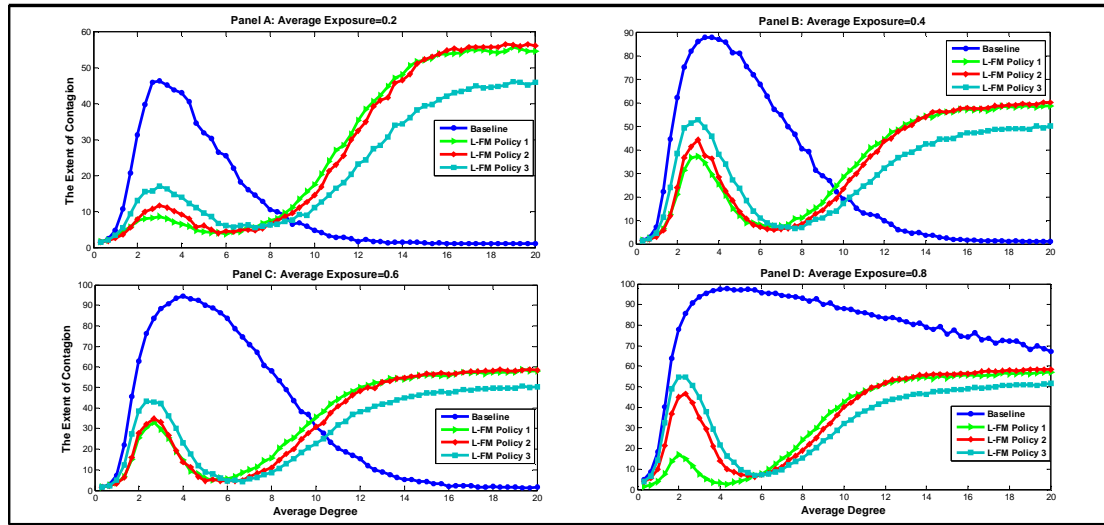 Panel A: Average Exposure=0.2
The Extent of Contagion
60
50
40
30
20
10
0
0 2 4 6 8 10 12 14 16 18 20
Baseline
L-FM Policy 1
L-FM Policy 2
L-FM Policy 3
Panel B: Average Exposure=0.4
90
80
70
60
50
40
30
20
10
0
0 2 4 6 8 10 12 14 16 18 20
Baseline
L-FM Policy 1
L-FM Policy 2
L-FM Policy 3
Panel C: Average Exposure=0.6
The Extent of Contagion
100
90
80
70
60
50
40
30
20
10
0
0 2 4 6 8 10 12 14 16 18 20
Average Degree
Baseline
L-FM Policy 1
L-FM Policy 2
L-FM Policy 3
Panel D: Average Exposure=0.8
100
90
80
70
60
50
40
30
20
10
0
0 2 4 6 8 10 12 14 16 18 20
Average Degree
Baseline
L-FM Policy 1
L-FM Policy 2
L-FM Policy 3